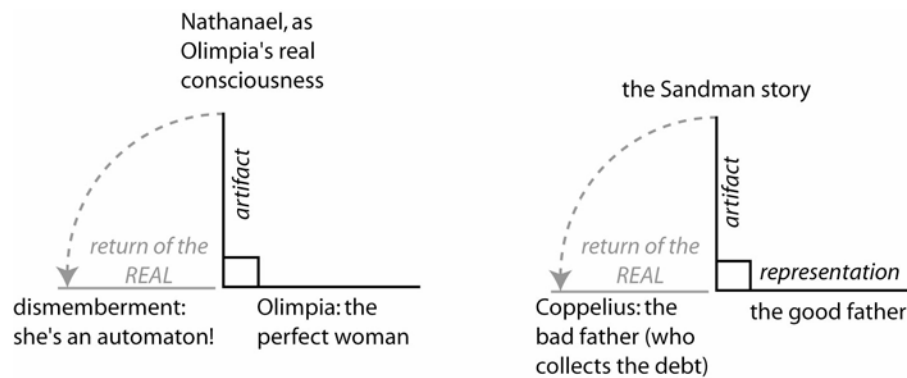 Nathanael, as
Olimpia's real
consciousness
artifact
return of the
REAL
dismemberment:
she's an automaton!
Olimpia: the
perfect woman
the Sandman story
artifact
return of the
REAL
representation
Coppelius: the
bad father (who
collects the debt)
the good father